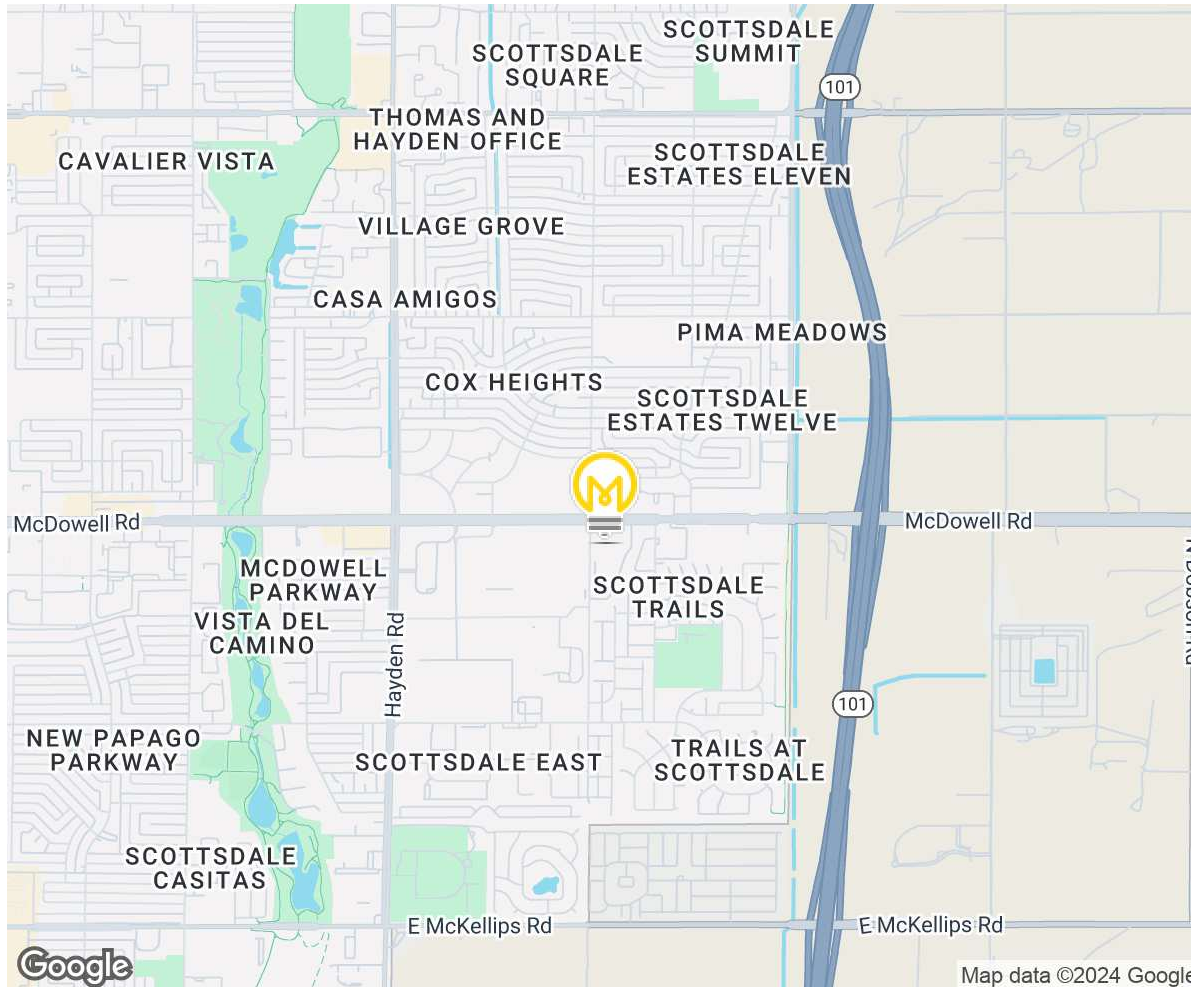 SCOTTSDALE
SUMMIT
SCOTTSDALE
SQUARE
101
THOMAS AND
HAYDEN OFFICE
CAVALIER VISTA
SCOTTSDALE
ESTATES ELEVEN
VILLAGE GROVE
CASA AMIGOS
PIMA MEADOWS
COX HEIGHTS
SCOTTSDALE
ESTATES TWELVE
M
McDowell Rd
McDowell Rd
N Dobson Rd
MCDOWELL
PARKWAY
SCOTTSDALE
TRAILS
VISTA DEL
CAMINO
Hayden Rd
101
NEW PAPAGO
PARKWAY
SCOTTSDALE EAST
TRAILS AT
SCOTTSDALE
SCOTTSDALE
CASITAS
E McKellips Rd
E McKellips Rd
Google
Map data ©2024 Google